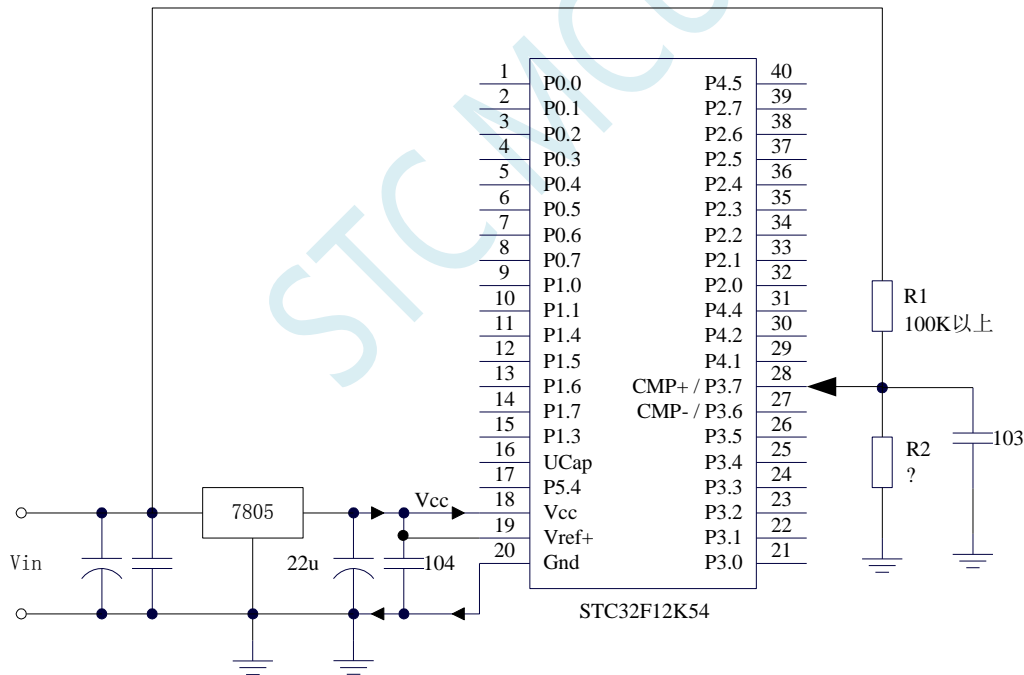 STC MCU
1 P0.0 P4.5 40
2 P0.1 P2.7 39
3 P0.2 P2.6 38
4 P0.3 P2.5 37
5 P0.4 P2.4 36
6 P0.5 P2.3 35
7 P0.6 P2.2 34
8 P0.7 P2.1 33
9 P1.0 P2.0 32
10 P1.1 P4.4 31
11 P1.4 P4.2 30
12 P1.5 P4.1 29
13 P1.6 CMP+ / P3.7 28
14 P1.7 CMP- / P3.6 27
15 P1.3 P3.5 26
16 UCap P3.4 25
17 P5.4 P3.3 24
18 Vcc P3.2 23
19 Vref+ P3.1 22
20 Gnd P3.0 21
STC32F12K54
R1
100K以上
R2
?
103
7805
Vcc
Vin
22u
104